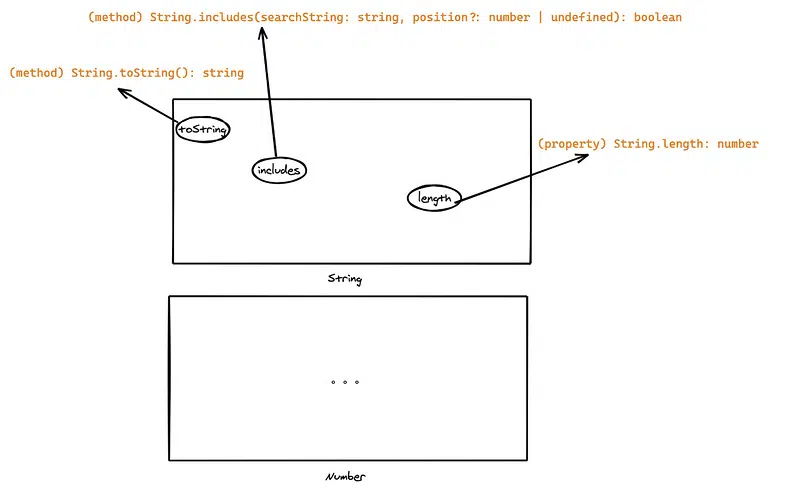 (method) String.includes(searchString: string, position?: number | undefined): boolean
(method) String.toString(): string
toString
(property) String.length: number
includes
length
String
...
Number